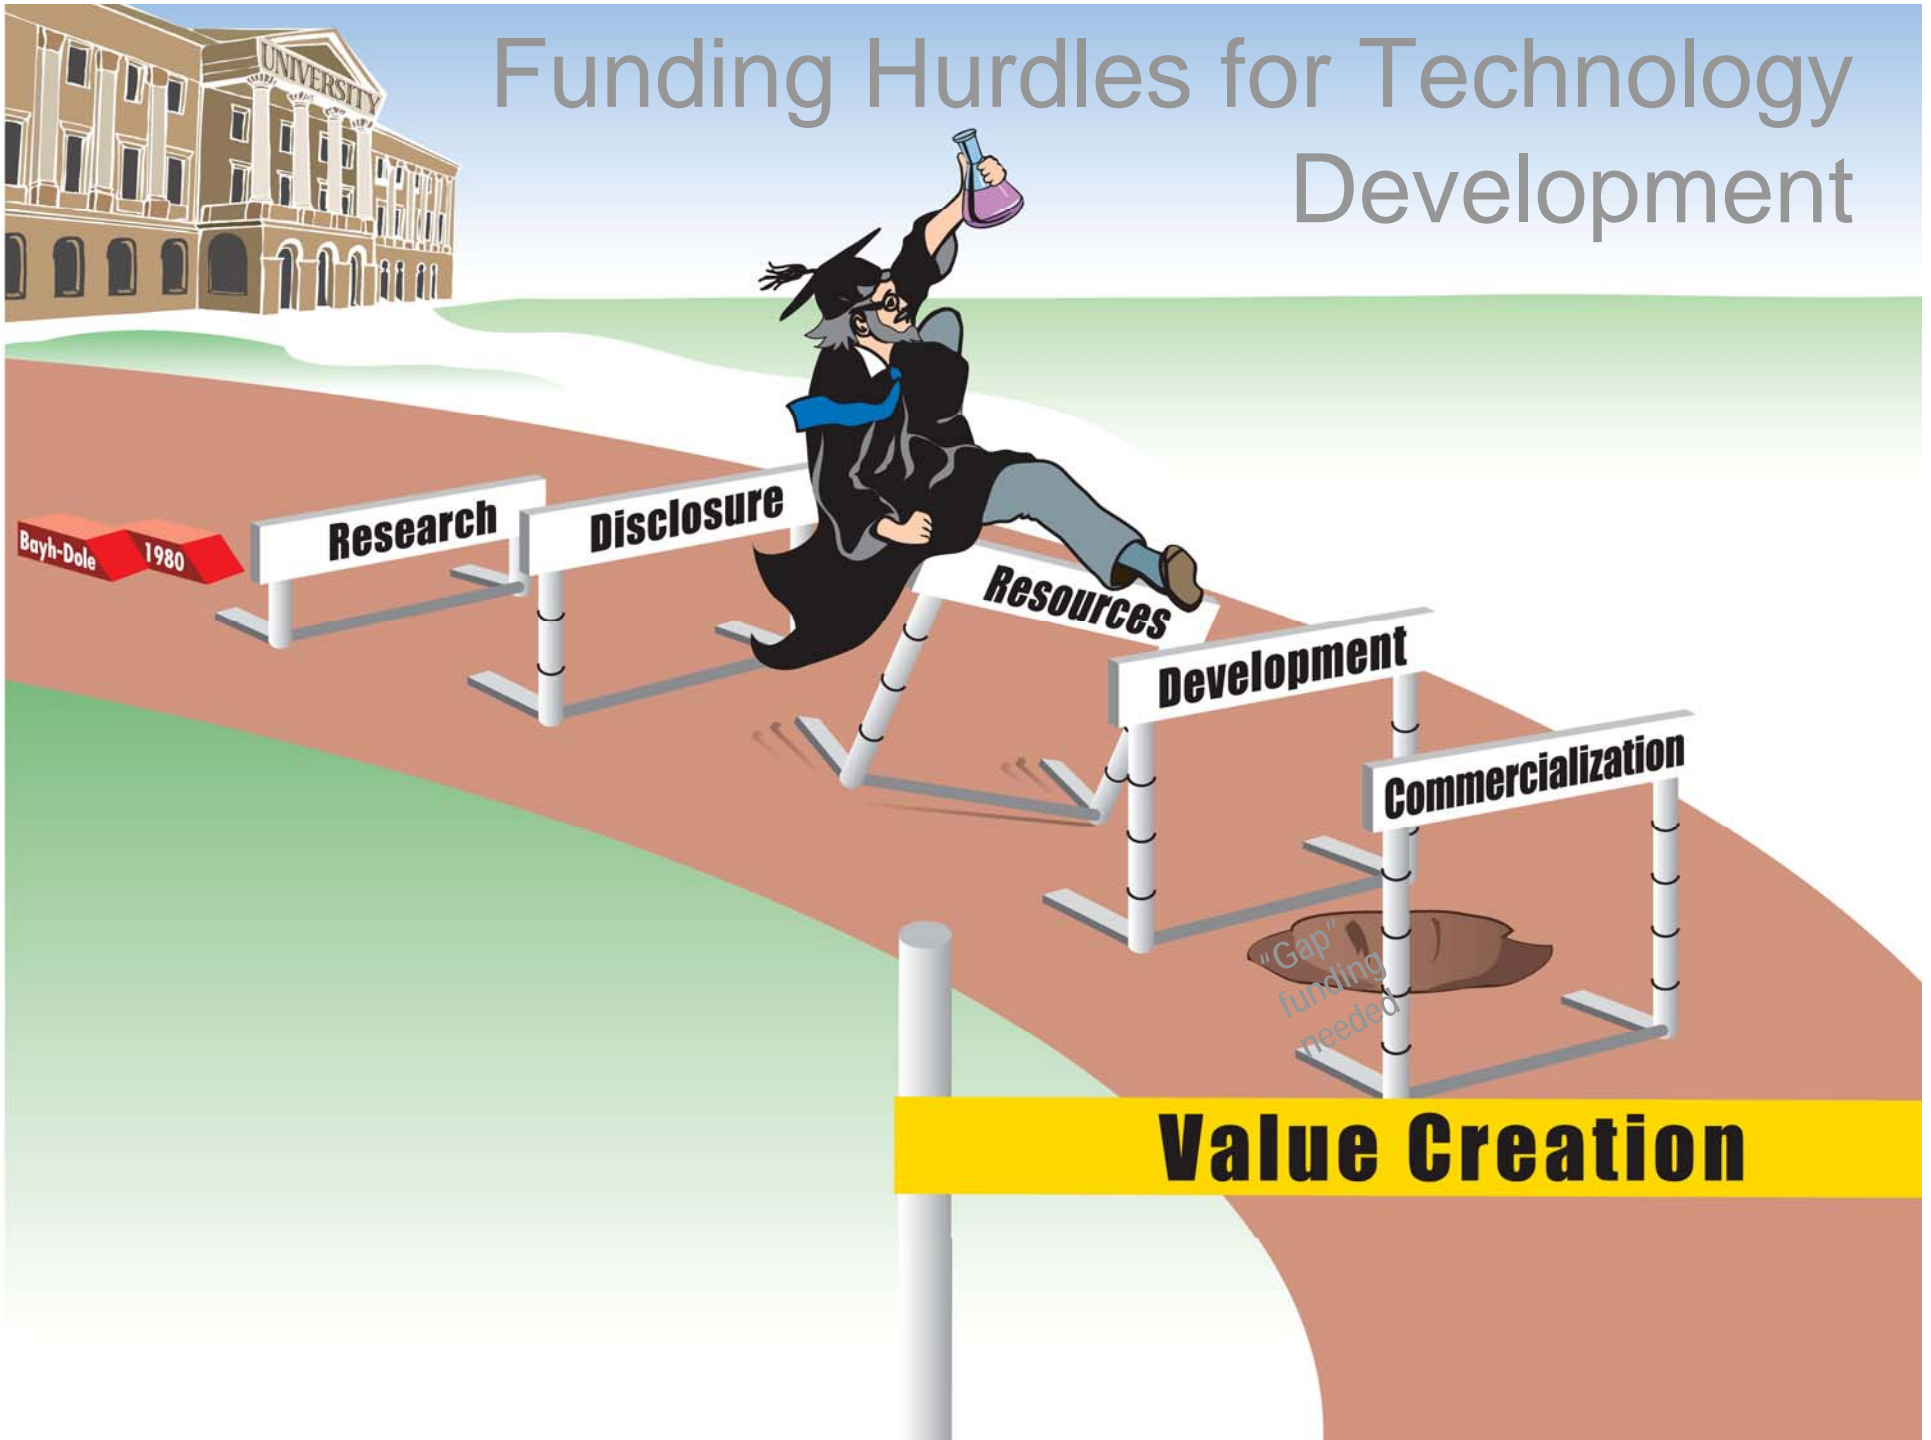 Funding Hurdles for Technology
Development
UNIVERSITY
Bayh-Dole
1980
Research
Disclosure
Resources
Development
Commercialization
"Gap"
funding
needed
Value Creation